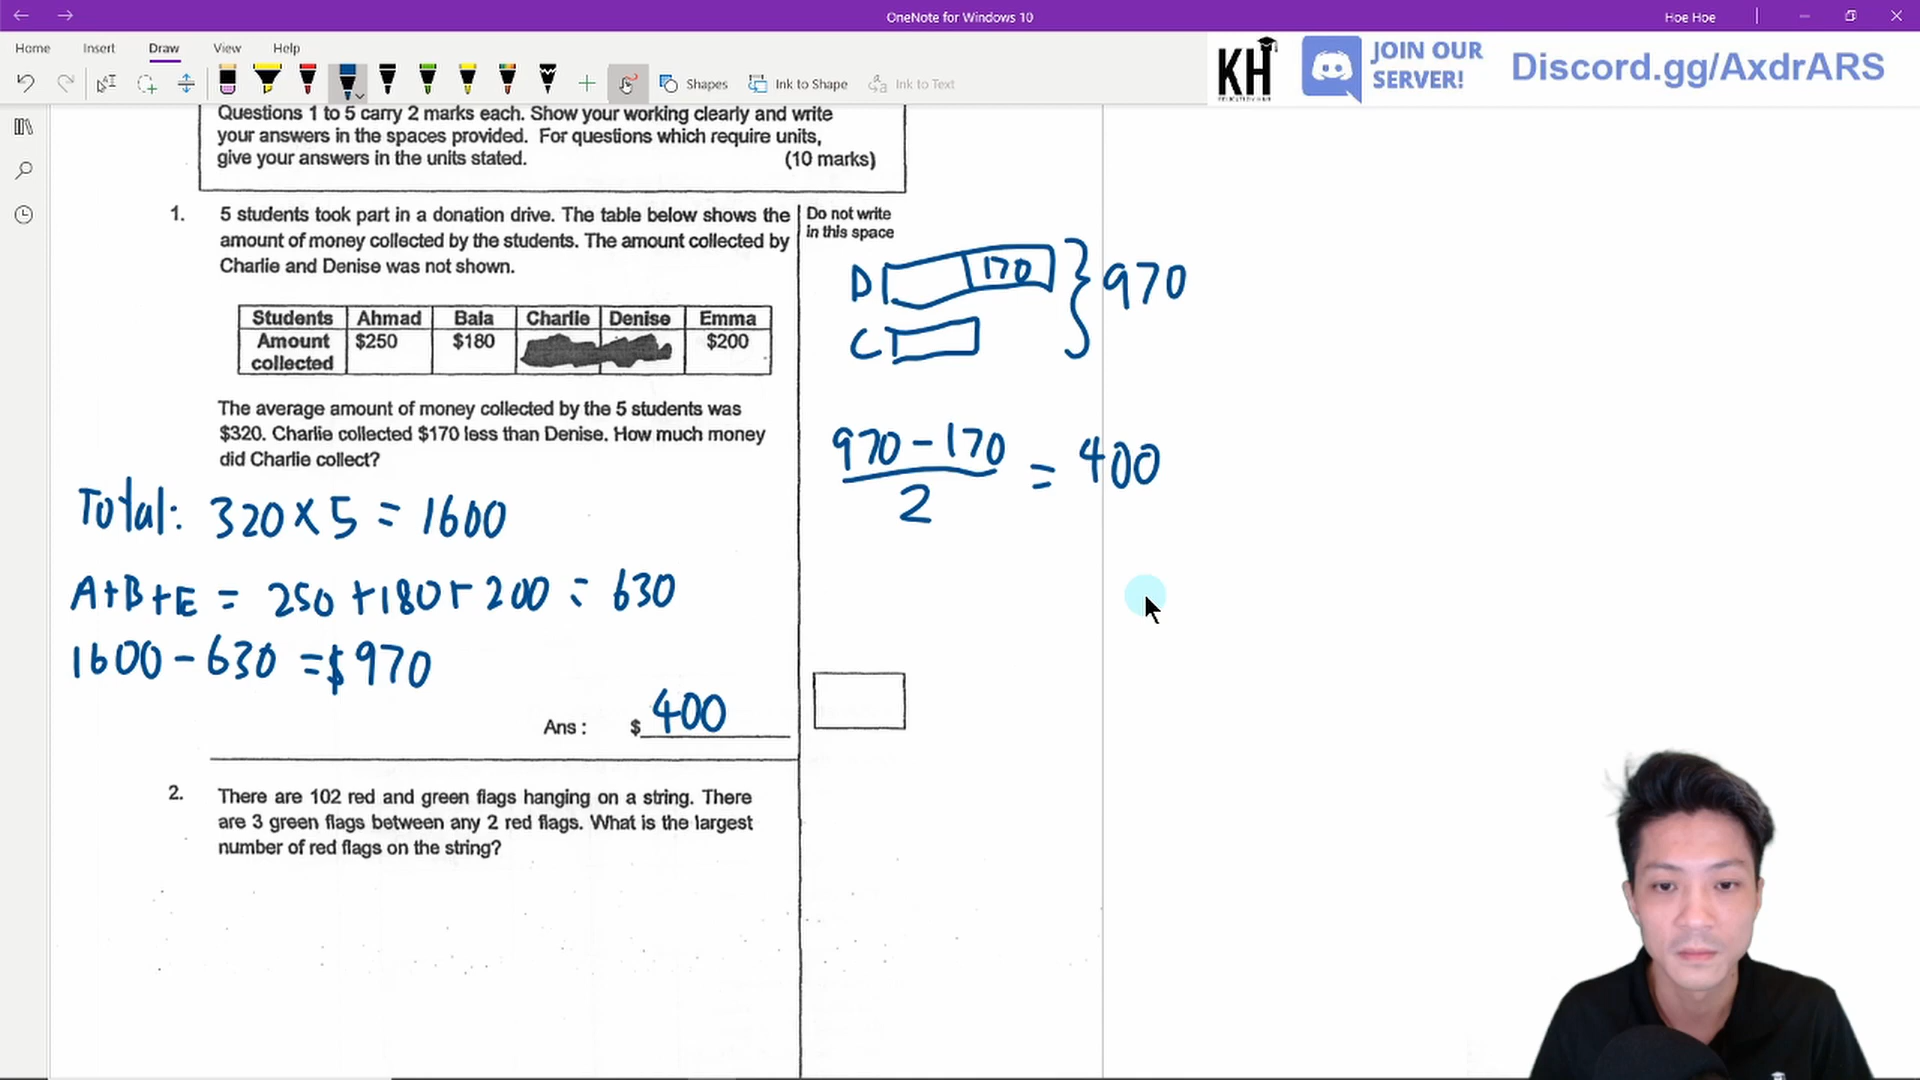 OneNote for Windows 10
Hoe Hoe
Home Insert Draw View Help
Shapes Ink to Shape Ink to Text
KH
JOIN OUR
SERVER!
Discord.gg/AxdrARS
Questions 1 to 5 carry 2 marks each. Show your working clearly and write
your answers in the spaces provided. For questions which require units,
give your answers in the units stated. (10 marks)
1. 5 students took part in a donation drive. The table below shows the
amount of money collected by the students. The amount collected by
Charlie and Denise was not shown.
Do not write
in this space
Students Ahmad Bala Charlie Denise Emma
Amount
collected
$250 $180 $200
The average amount of money collected by the 5 students was
$320. Charlie collected $170 less than Denise. How much money
did Charlie collect?
Total: 320 × 5 = 1600
A+B+E = 250 + 180 + 200 = 630
1600 - 630 = $970
Ans : $ 400
D 170 } 970
C
970 - 170
2
= 400
2. There are 102 red and green flags hanging on a string. There
are 3 green flags between any 2 red flags. What is the largest
number of red flags on the string?